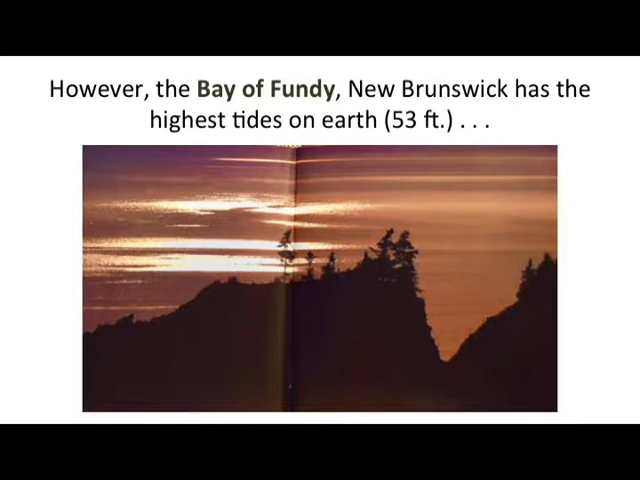 However, the Bay of Fundy, New Brunswick has the
highest tides on earth (53 ft.) . . .